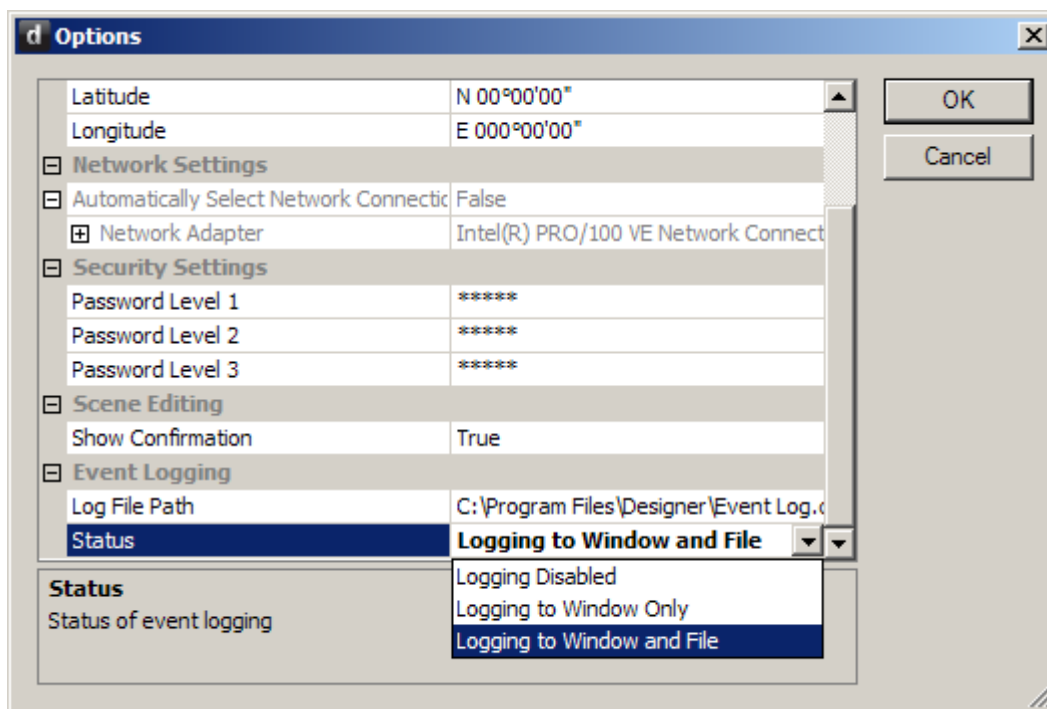 d Options
Latitude N 00°00'00"
Longitude E 000°00'00"
Network Settings
Automatically Select Network Connectic False
Network Adapter Intel(R) PRO/100 VE Network Connect
Security Settings
Password Level 1 *****
Password Level 2 *****
Password Level 3 *****
Scene Editing
Show Confirmation True
Event Logging
Log File Path C:\Program Files\Designer\Event Log.c
Status Logging to Window and File
Logging Disabled
Logging to Window Only
Logging to Window and File
Status
Status of event logging
OK
Cancel